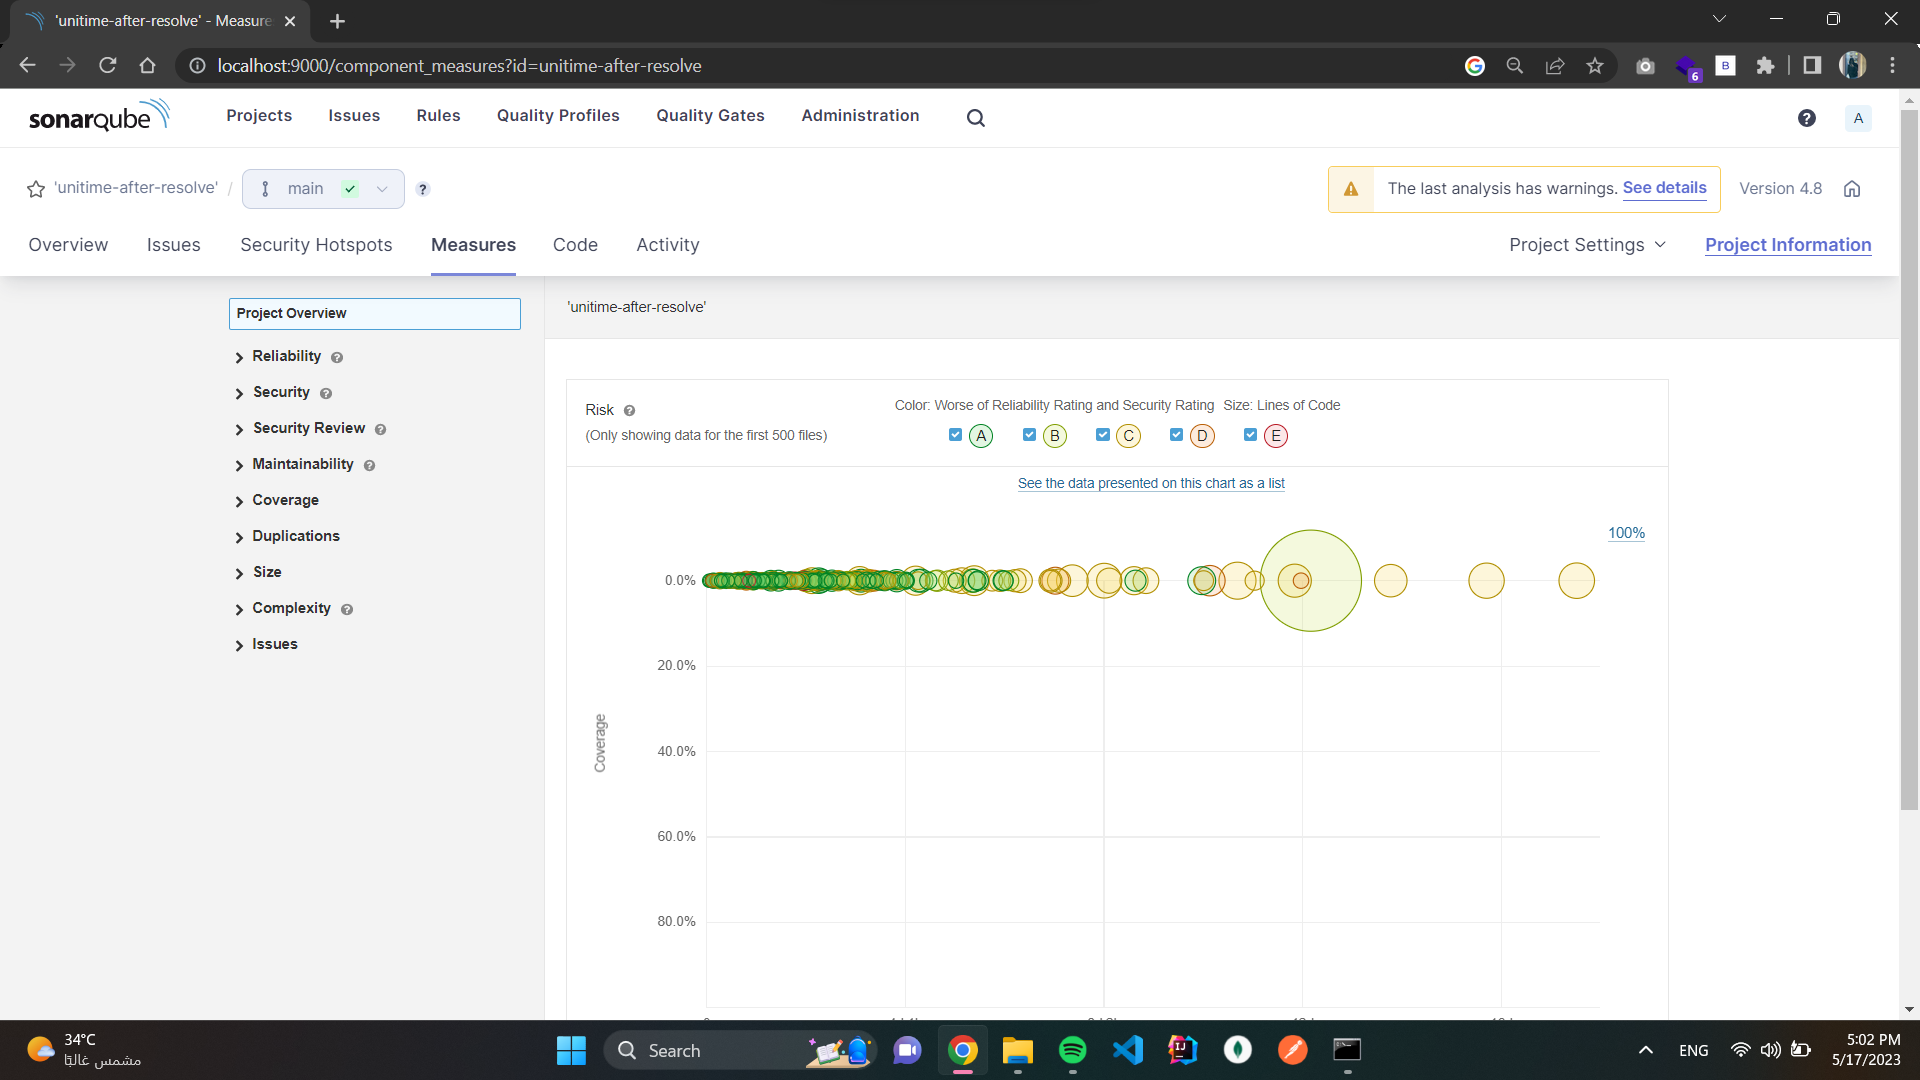 'unitime-after-resolve' - Measure
localhost:9000/component_measures?id=unitime-after-resolve
6
B
sonarqube
Projects
Issues
Rules
Quality Profiles
Quality Gates
Administration
?
A
'unitime-after-resolve' /
main
?
The last analysis has warnings. See details
Version 4.8
Overview
Issues
Security Hotspots
Measures
Code
Activity
Project Settings
Project Information
Project Overview
Reliability ?
Security ?
Security Review ?
Maintainability ?
Coverage
Duplications
Size
Complexity ?
Issues
'unitime-after-resolve'
Risk ?
(Only showing data for the first 500 files)
Color: Worse of Reliability Rating and Security Rating Size: Lines of Code
A
B
C
D
E
See the data presented on this chart as a list
100%
0.0%
20.0%
40.0%
60.0%
80.0%
Coverage
34°C
مشمس غالبًا
Search
IJ
ENG
5:02 PM
5/17/2023